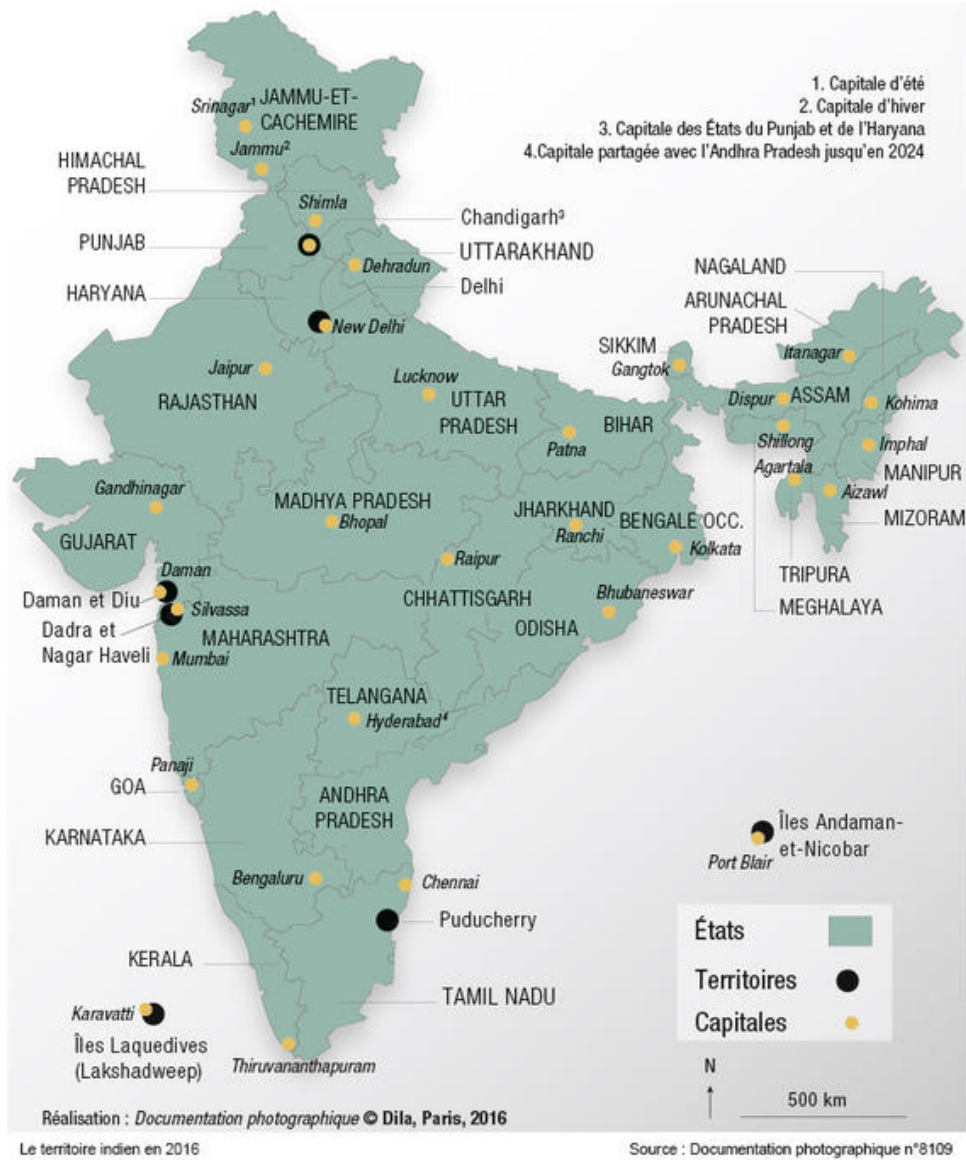 1. Capitale d'été
2. Capitale d'hiver
3. Capitale des États du Punjab et de l'Haryana
4.Capitale partagée avec l'Andhra Pradesh jusqu'en 2024
Srinagar¹
JAMMU-ET-
CACHEMIRE
Jammu²
HIMACHAL
PRADESH
Shimla
Chandigarh³
PUNJAB
UTTARAKHAND
Dehradun
HARYANA
Delhi
New Delhi
NAGALAND
ARUNACHAL
PRADESH
Itanagar
SIKKIM
Gangtok
Jaipur
RAJASTHAN
Lucknow
UTTAR
PRADESH
BIHAR
Patna
Dispur
ASSAM
Kohima
Shillong
Imphal
Agartala
MANIPUR
Aizawl
MIZORAM
TRIPURA
MEGHALAYA
Gandhinagar
GUJARAT
MADHYA PRADESH
Bhopal
JHARKHAND
Ranchi
BENGALE OCC.
Kolkata
Raipur
CHHATTISGARH
Bhubaneswar
ODISHA
Daman
Daman et Diu
Silvassa
Dadra et
Nagar Haveli
MAHARASHTRA
Mumbai
TELANGANA
Hyderabad⁴
Panaji
GOA
ANDHRA
PRADESH
KARNATAKA
Bengaluru
Chennai
Puducherry
Îles Andaman-
et-Nicobar
Port Blair
KERALA
TAMIL NADU
Karavatti
Îles Laquedives
(Lakshadweep)
Thiruvananthapuram
États
Territoires
Capitales
N
500 km
Réalisation : Documentation photographique © Dila, Paris, 2016
Le territoire indien en 2016
Source : Documentation photographique n°8109